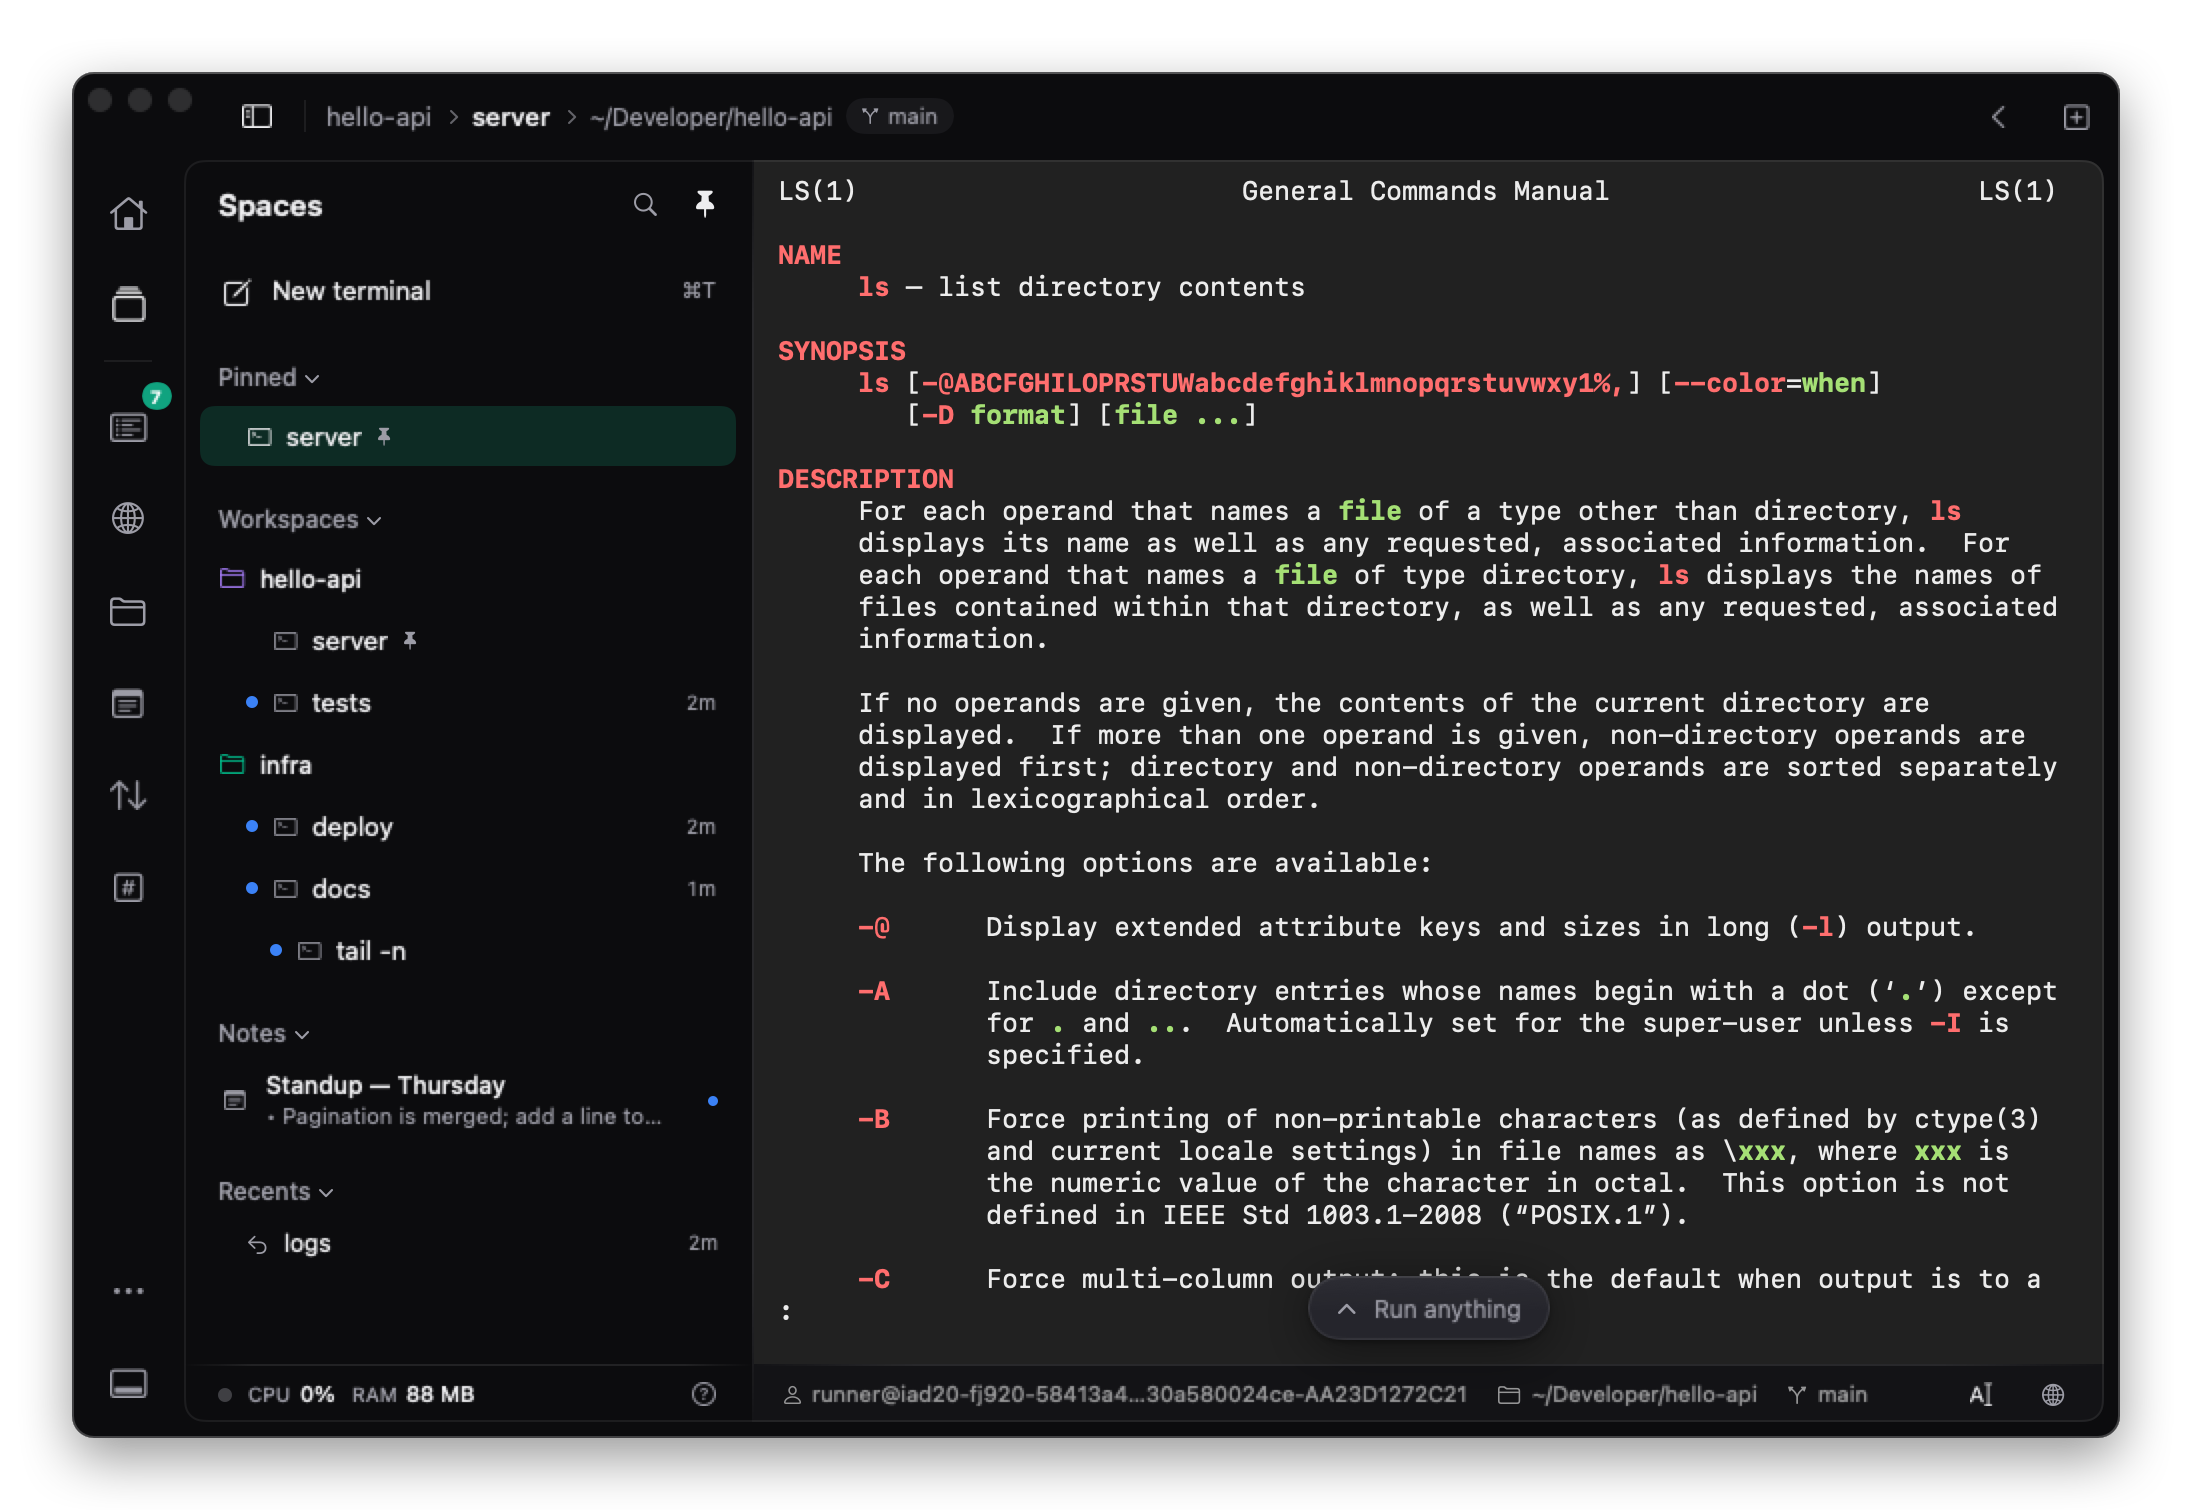 hello-api > server > ~/Developer/hello-api main
Spaces
New terminal ⌘T
Pinned
server
Workspaces
hello-api
server
tests 2m
infra
deploy 2m
docs 1m
tail -n
Notes
Standup — Thursday
• Pagination is merged; add a line to...
Recents
logs 2m
CPU 0% RAM 88 MB
7
LS(1) General Commands Manual LS(1)
NAME
ls — list directory contents
SYNOPSIS
ls [-@ABCFGHILOPRSTUWabcdefghiklmnopqrstuvwxy1%,] [--color=when]
[-D format] [file ...]
DESCRIPTION
For each operand that names a file of a type other than directory, ls
displays its name as well as any requested, associated information.  For
each operand that names a file of type directory, ls displays the names of
files contained within that directory, as well as any requested, associated
information.
If no operands are given, the contents of the current directory are
displayed.  If more than one operand is given, non-directory operands are
displayed first; directory and non-directory operands are sorted separately
and in lexicographical order.
The following options are available:
-@ Display extended attribute keys and sizes in long (-l) output.
-A Include directory entries whose names begin with a dot (‘.’) except
for . and ...  Automatically set for the super-user unless -I is
specified.
-B Force printing of non-printable characters (as defined by ctype(3)
and current locale settings) in file names as \xxx, where xxx is
the numeric value of the character in octal.  This option is not
defined in IEEE Std 1003.1-2008 (“POSIX.1”).
-C Force multi-column output; this is the default when output is to a
:
Run anything
runner@iad20-fj920-58413a4...30a580024ce-AA23D1272C21 ~/Developer/hello-api main